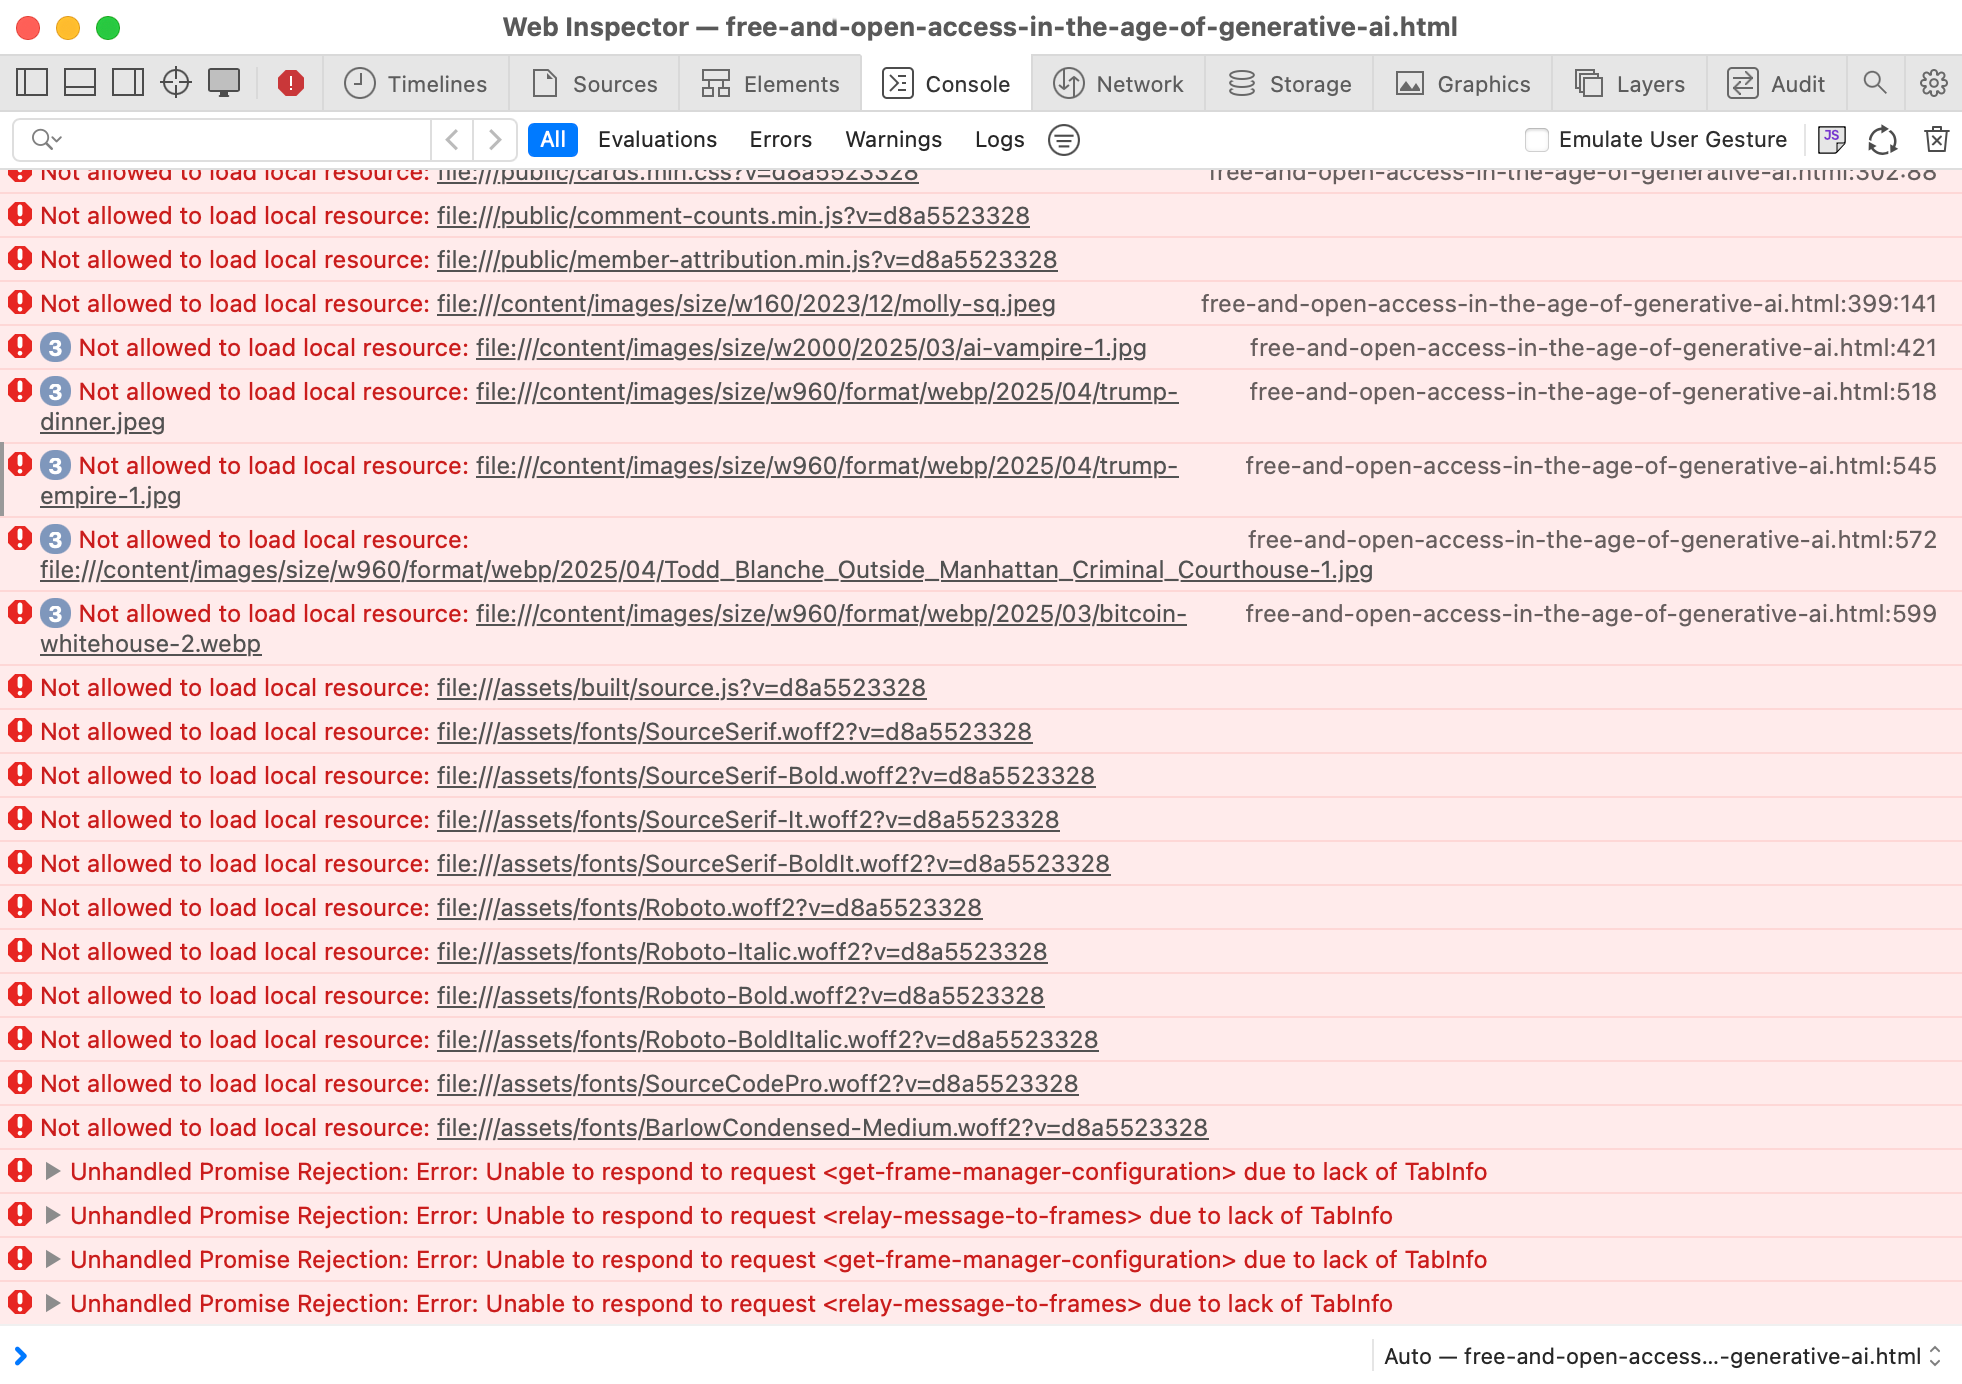 Web Inspector — free-and-open-access-in-the-age-of-generative-ai.html
Timelines Sources Elements Console Network Storage Graphics Layers Audit
All Evaluations Errors Warnings Logs Emulate User Gesture JS
Not allowed to load local resource: file:///public/cards.min.css?v=d8a5523328 free-and-open-access-in-the-age-of-generative-ai.html:302:88
Not allowed to load local resource: file:///public/comment-counts.min.js?v=d8a5523328
Not allowed to load local resource: file:///public/member-attribution.min.js?v=d8a5523328
Not allowed to load local resource: file:///content/images/size/w160/2023/12/molly-sq.jpeg free-and-open-access-in-the-age-of-generative-ai.html:399:141
3 Not allowed to load local resource: file:///content/images/size/w2000/2025/03/ai-vampire-1.jpg free-and-open-access-in-the-age-of-generative-ai.html:421
3 Not allowed to load local resource: file:///content/images/size/w960/format/webp/2025/04/trump- free-and-open-access-in-the-age-of-generative-ai.html:518
dinner.jpeg
3 Not allowed to load local resource: file:///content/images/size/w960/format/webp/2025/04/trump- free-and-open-access-in-the-age-of-generative-ai.html:545
empire-1.jpg
3 Not allowed to load local resource: free-and-open-access-in-the-age-of-generative-ai.html:572
file:///content/images/size/w960/format/webp/2025/04/Todd_Blanche_Outside_Manhattan_Criminal_Courthouse-1.jpg
3 Not allowed to load local resource: file:///content/images/size/w960/format/webp/2025/03/bitcoin- free-and-open-access-in-the-age-of-generative-ai.html:599
whitehouse-2.webp
Not allowed to load local resource: file:///assets/built/source.js?v=d8a5523328
Not allowed to load local resource: file:///assets/fonts/SourceSerif.woff2?v=d8a5523328
Not allowed to load local resource: file:///assets/fonts/SourceSerif-Bold.woff2?v=d8a5523328
Not allowed to load local resource: file:///assets/fonts/SourceSerif-It.woff2?v=d8a5523328
Not allowed to load local resource: file:///assets/fonts/SourceSerif-BoldIt.woff2?v=d8a5523328
Not allowed to load local resource: file:///assets/fonts/Roboto.woff2?v=d8a5523328
Not allowed to load local resource: file:///assets/fonts/Roboto-Italic.woff2?v=d8a5523328
Not allowed to load local resource: file:///assets/fonts/Roboto-Bold.woff2?v=d8a5523328
Not allowed to load local resource: file:///assets/fonts/Roboto-BoldItalic.woff2?v=d8a5523328
Not allowed to load local resource: file:///assets/fonts/SourceCodePro.woff2?v=d8a5523328
Not allowed to load local resource: file:///assets/fonts/BarlowCondensed-Medium.woff2?v=d8a5523328
Unhandled Promise Rejection: Error: Unable to respond to request <get-frame-manager-configuration> due to lack of TabInfo
Unhandled Promise Rejection: Error: Unable to respond to request <relay-message-to-frames> due to lack of TabInfo
Unhandled Promise Rejection: Error: Unable to respond to request <get-frame-manager-configuration> due to lack of TabInfo
Unhandled Promise Rejection: Error: Unable to respond to request <relay-message-to-frames> due to lack of TabInfo
Auto — free-and-open-access...-generative-ai.html